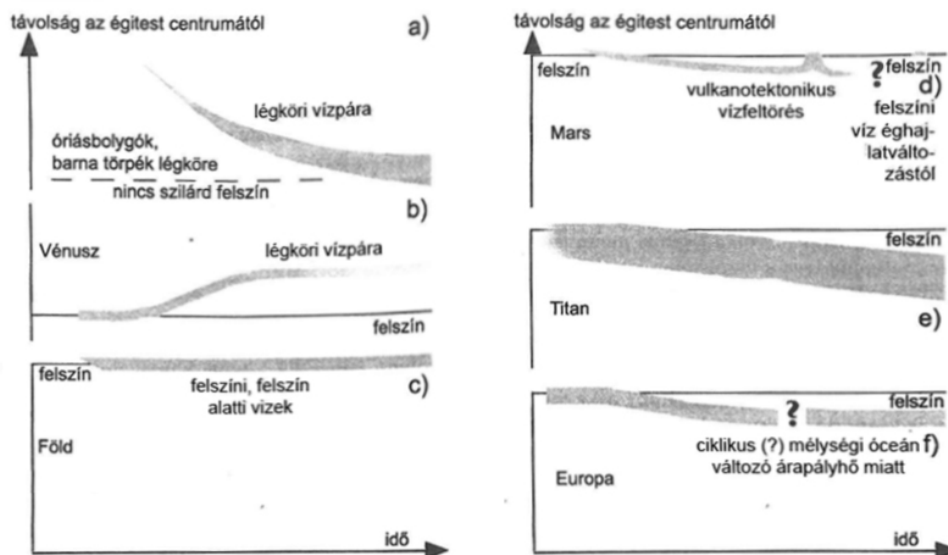 távolság az égitest centrumától
a)
légköri vízpára
óriásbolygók,
barna törpék légköre
nincs szilárd felszín
b)
Vénusz
légköri vízpára
felszín
felszín
c)
felszíni, felszín
alatti vizek
Föld
idő
távolság az égitest centrumától
felszín
? felszín
d)
vulkanotektonikus
vízfeltörés
Mars
felszíni
víz éghaj-
latválto-
zástól
felszín
Titan
e)
felszín
?
ciklikus (?) mélységi óceán f)
változó árapályhő miatt
Europa
idő